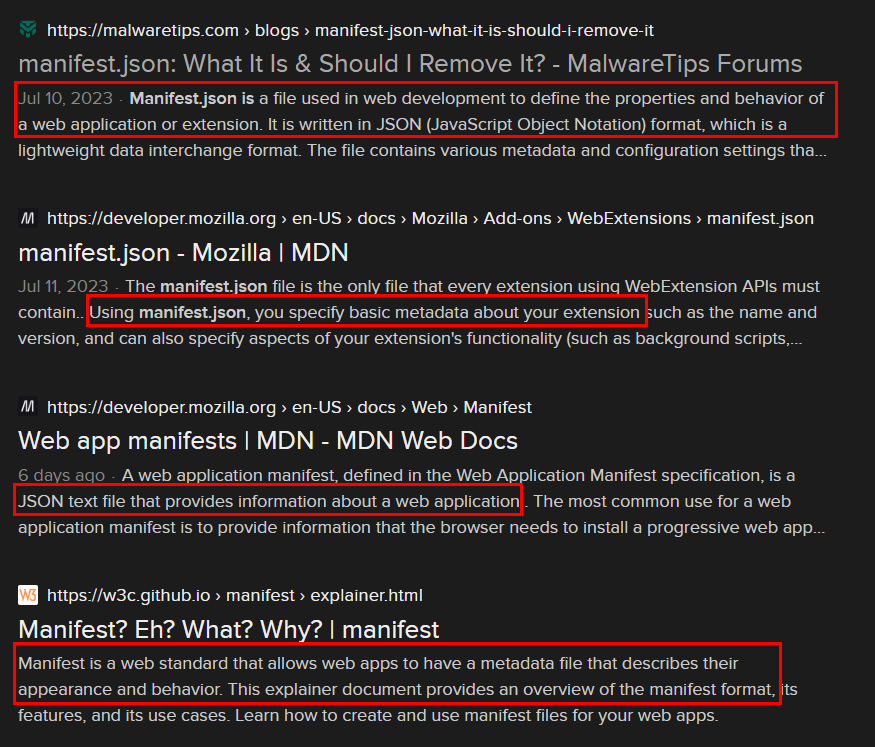 https://malwaretips.com › blogs › manifest-json-what-it-is-should-i-remove-it
manifest.json: What It Is & Should I Remove It? - MalwareTips Forums
Jul 10, 2023 · Manifest.json is a file used in web development to define the properties and behavior of
a web application or extension. It is written in JSON (JavaScript Object Notation) format, which is a
lightweight data interchange format. The file contains various metadata and configuration settings tha...
https://developer.mozilla.org › en-US › docs › Mozilla › Add-ons › WebExtensions › manifest.json
manifest.json - Mozilla | MDN
Jul 11, 2023 · The manifest.json file is the only file that every extension using WebExtension APIs must
contain.. Using manifest.json, you specify basic metadata about your extension such as the name and
version, and can also specify aspects of your extension's functionality (such as background scripts,...
https://developer.mozilla.org › en-US › docs › Web › Manifest
Web app manifests | MDN - MDN Web Docs
6 days ago · A web application manifest, defined in the Web Application Manifest specification, is a
JSON text file that provides information about a web application. The most common use for a web
application manifest is to provide information that the browser needs to install a progressive web app...
W3 https://w3c.github.io › manifest › explainer.html
Manifest? Eh? What? Why? | manifest
Manifest is a web standard that allows web apps to have a metadata file that describes their
appearance and behavior. This explainer document provides an overview of the manifest format, its
features, and its use cases. Learn how to create and use manifest files for your web apps.